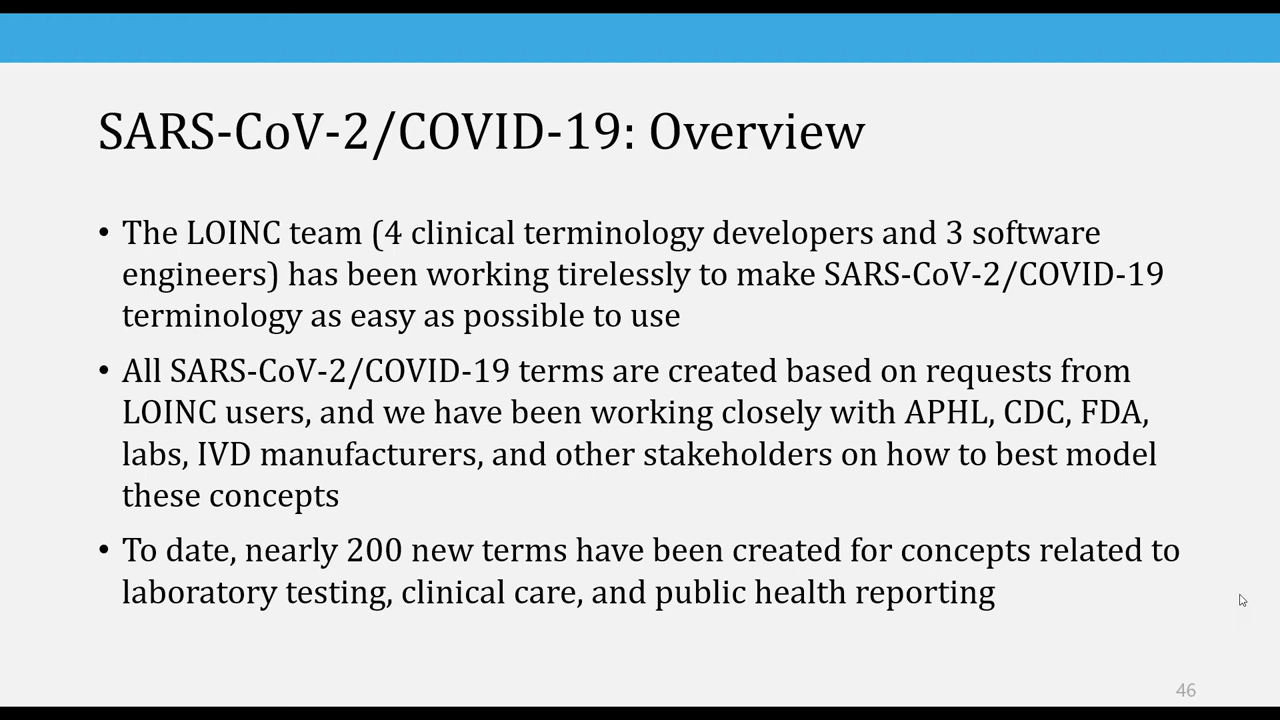 SARS-CoV-2/COVID-19: Overview
• The LOINC team (4 clinical terminology developers and 3 software
engineers) has been working tirelessly to make SARS-CoV-2/COVID-19
terminology as easy as possible to use
• All SARS-CoV-2/COVID-19 terms are created based on requests from
LOINC users, and we have been working closely with APHL, CDC, FDA,
labs, IVD manufacturers, and other stakeholders on how to best model
these concepts
• To date, nearly 200 new terms have been created for concepts related to
laboratory testing, clinical care, and public health reporting
46